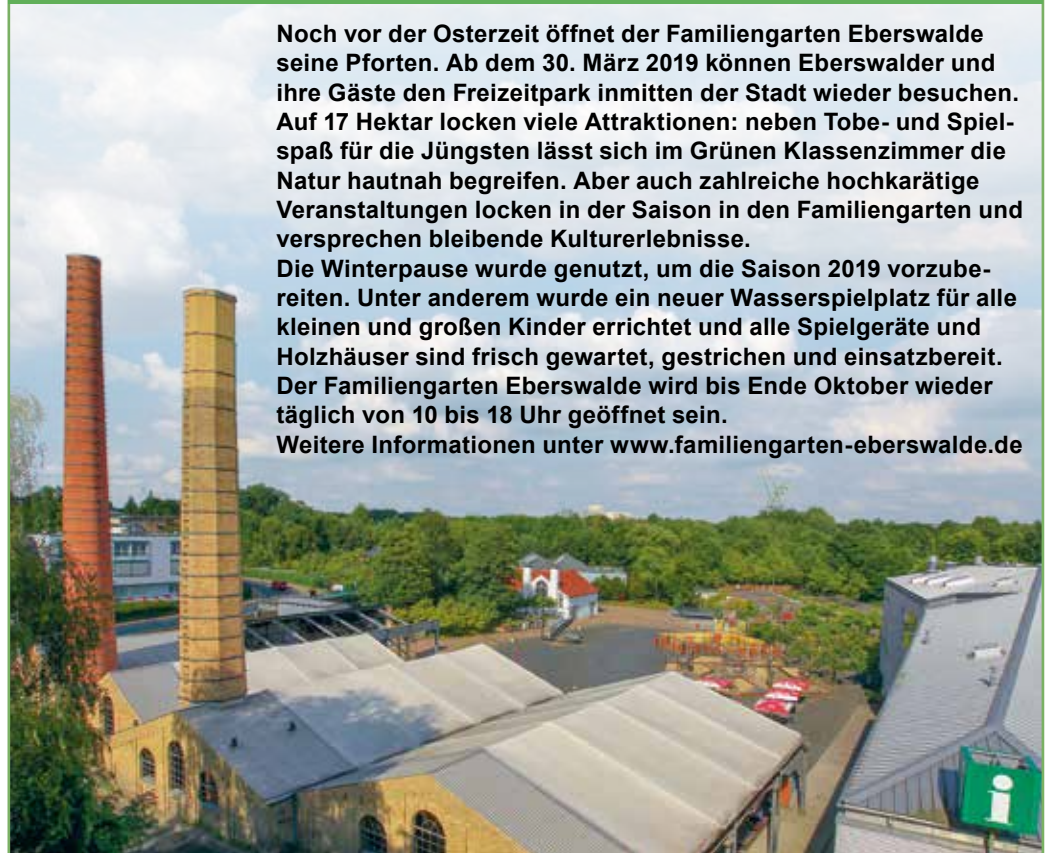 Noch vor der Osterzeit öffnet der Familiengarten Eberswalde
seine Pforten. Ab dem 30. März 2019 können Eberswalder und
ihre Gäste den Freizeitpark inmitten der Stadt wieder besuchen.
Auf 17 Hektar locken viele Attraktionen: neben Tobe- und Spiel-
spaß für die Jüngsten lässt sich im Grünen Klassenzimmer die
Natur hautnah begreifen. Aber auch zahlreiche hochkarätige
Veranstaltungen locken in der Saison in den Familiengarten und
versprechen bleibende Kulturerlebnisse.
Die Winterpause wurde genutzt, um die Saison 2019 vorzube-
reiten. Unter anderem wurde ein neuer Wasserspielplatz für alle
kleinen und großen Kinder errichtet und alle Spielgeräte und
Holzhäuser sind frisch gewartet, gestrichen und einsatzbereit.
Der Familiengarten Eberswalde wird bis Ende Oktober wieder
täglich von 10 bis 18 Uhr geöffnet sein.
Weitere Informationen unter www.familiengarten-eberswalde.de
i